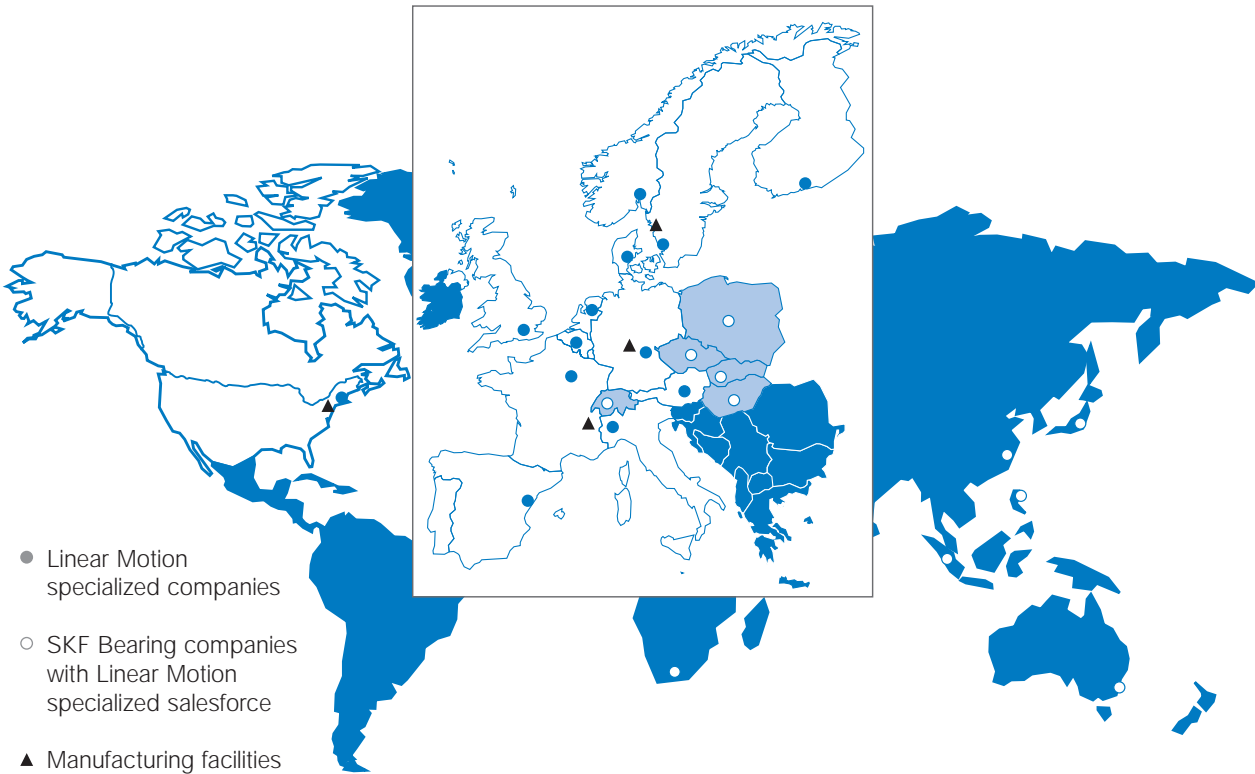 Linear Motion
specialized companies
SKF Bearing companies
with Linear Motion
specialized salesforce
Manufacturing facilities